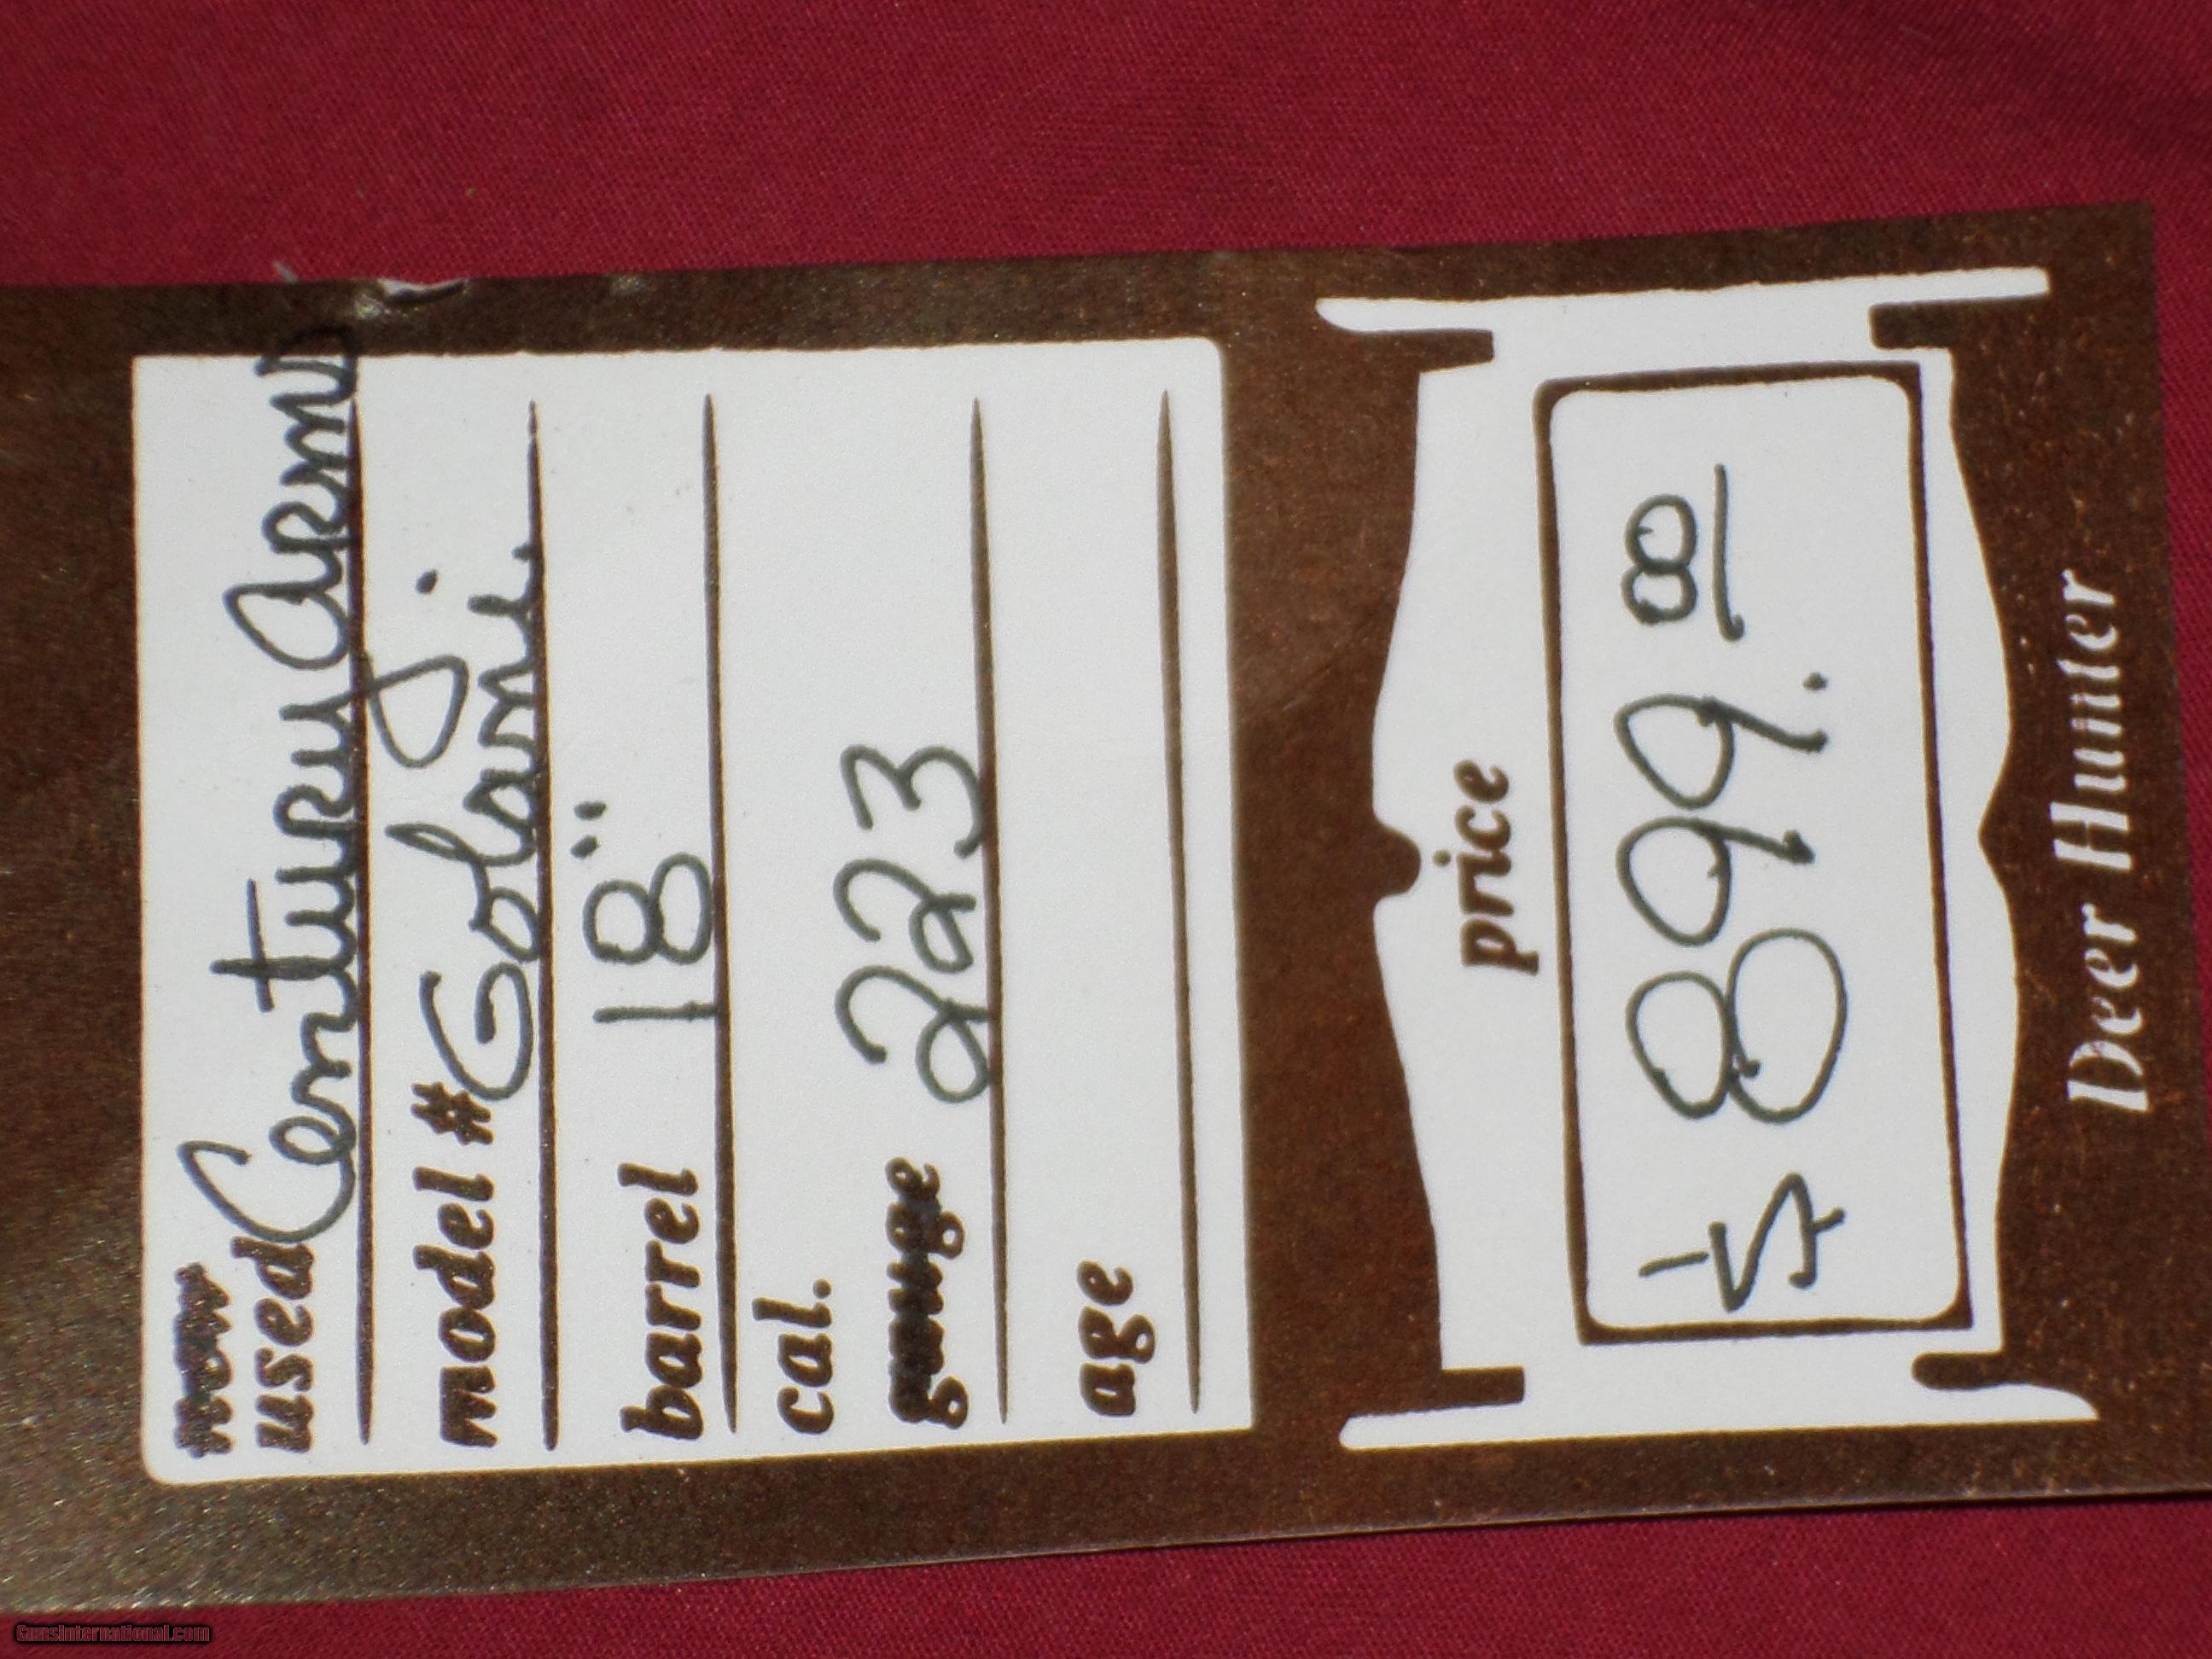 new
used Century Arms
model # Golani.
barrel 18"
cal.
gauge 223
age
price
$ 899.00
Deer Hunter
GunsInternational.com